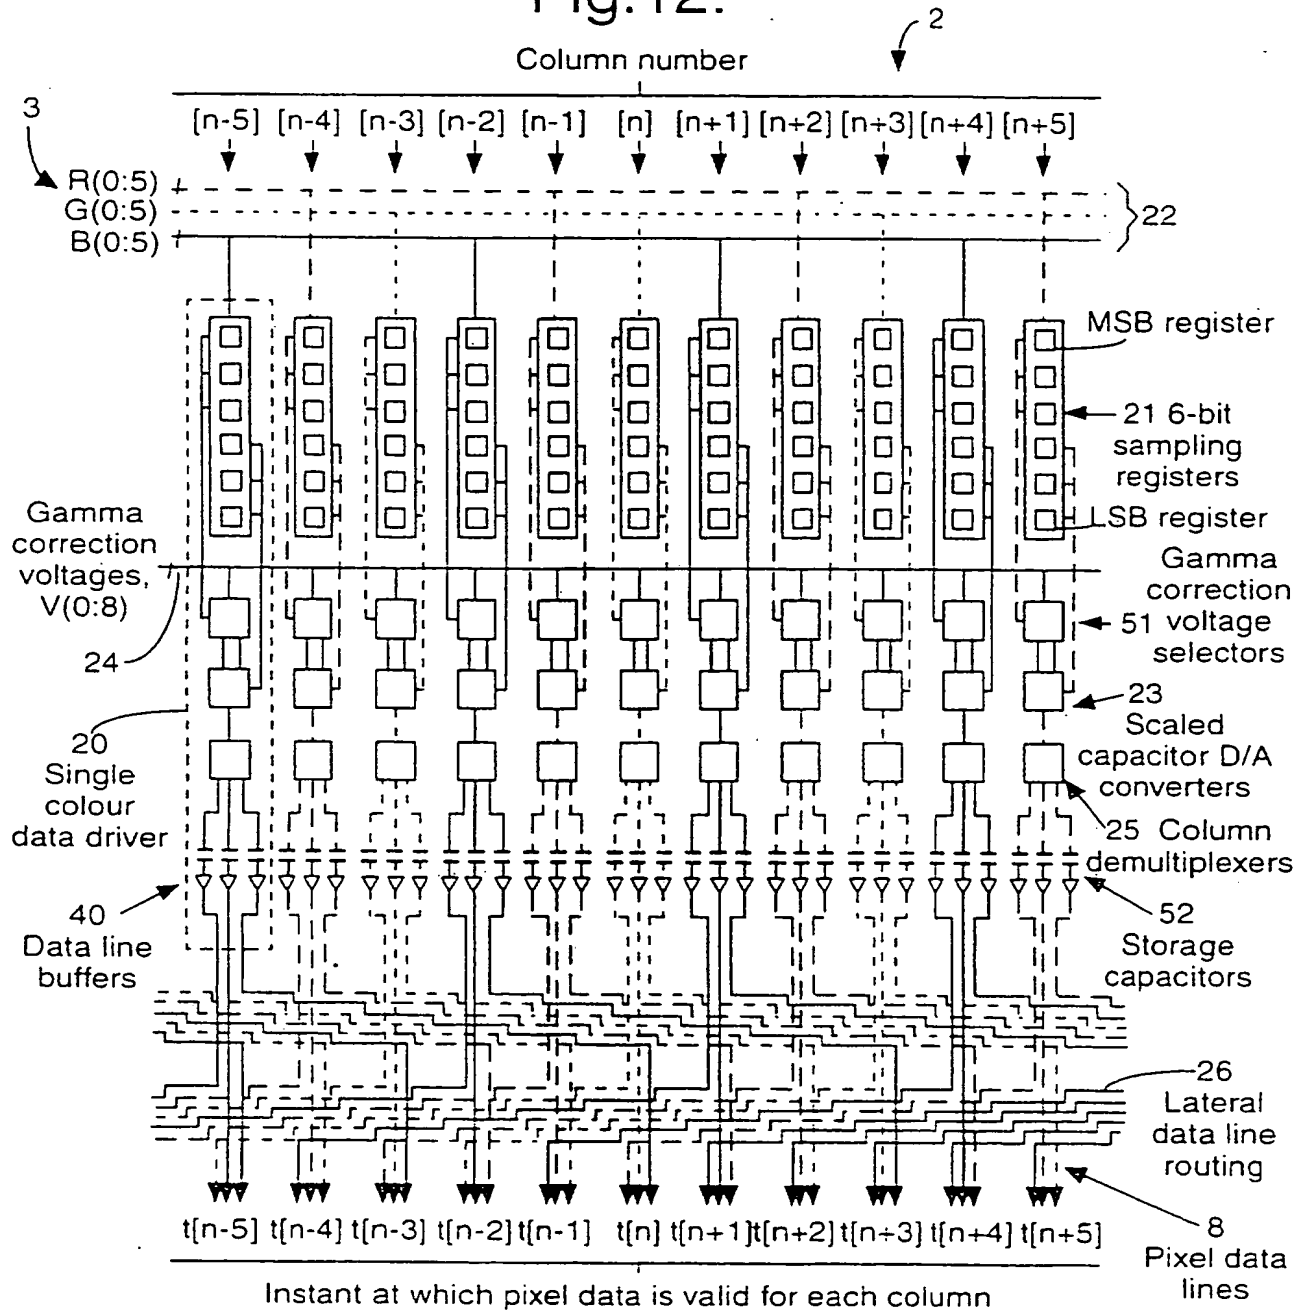 Fig.12.
2
Column number
3
[n-5] [n-4] [n-3] [n-2] [n-1] [n] [n+1] [n+2] [n+3] [n+4] [n+5]
R(0:5)
G(0:5)
B(0:5)
22
MSB register
21 6-bit
sampling
registers
LSB register
Gamma
correction
voltages,
V(0:8)
24
Gamma
correction
51 voltage
selectors
23
Scaled
capacitor D/A
converters
20
Single
colour
data driver
25 Column
demultiplexers
40
Data line
buffers
52
Storage
capacitors
26
Lateral
data line
routing
t[n-5] t[n-4] t[n-3] t[n-2] t[n-1] t[n] t[n+1] t[n+2] t[n+3] t[n+4] t[n+5]
8
Pixel data
lines
Instant at which pixel data is valid for each column